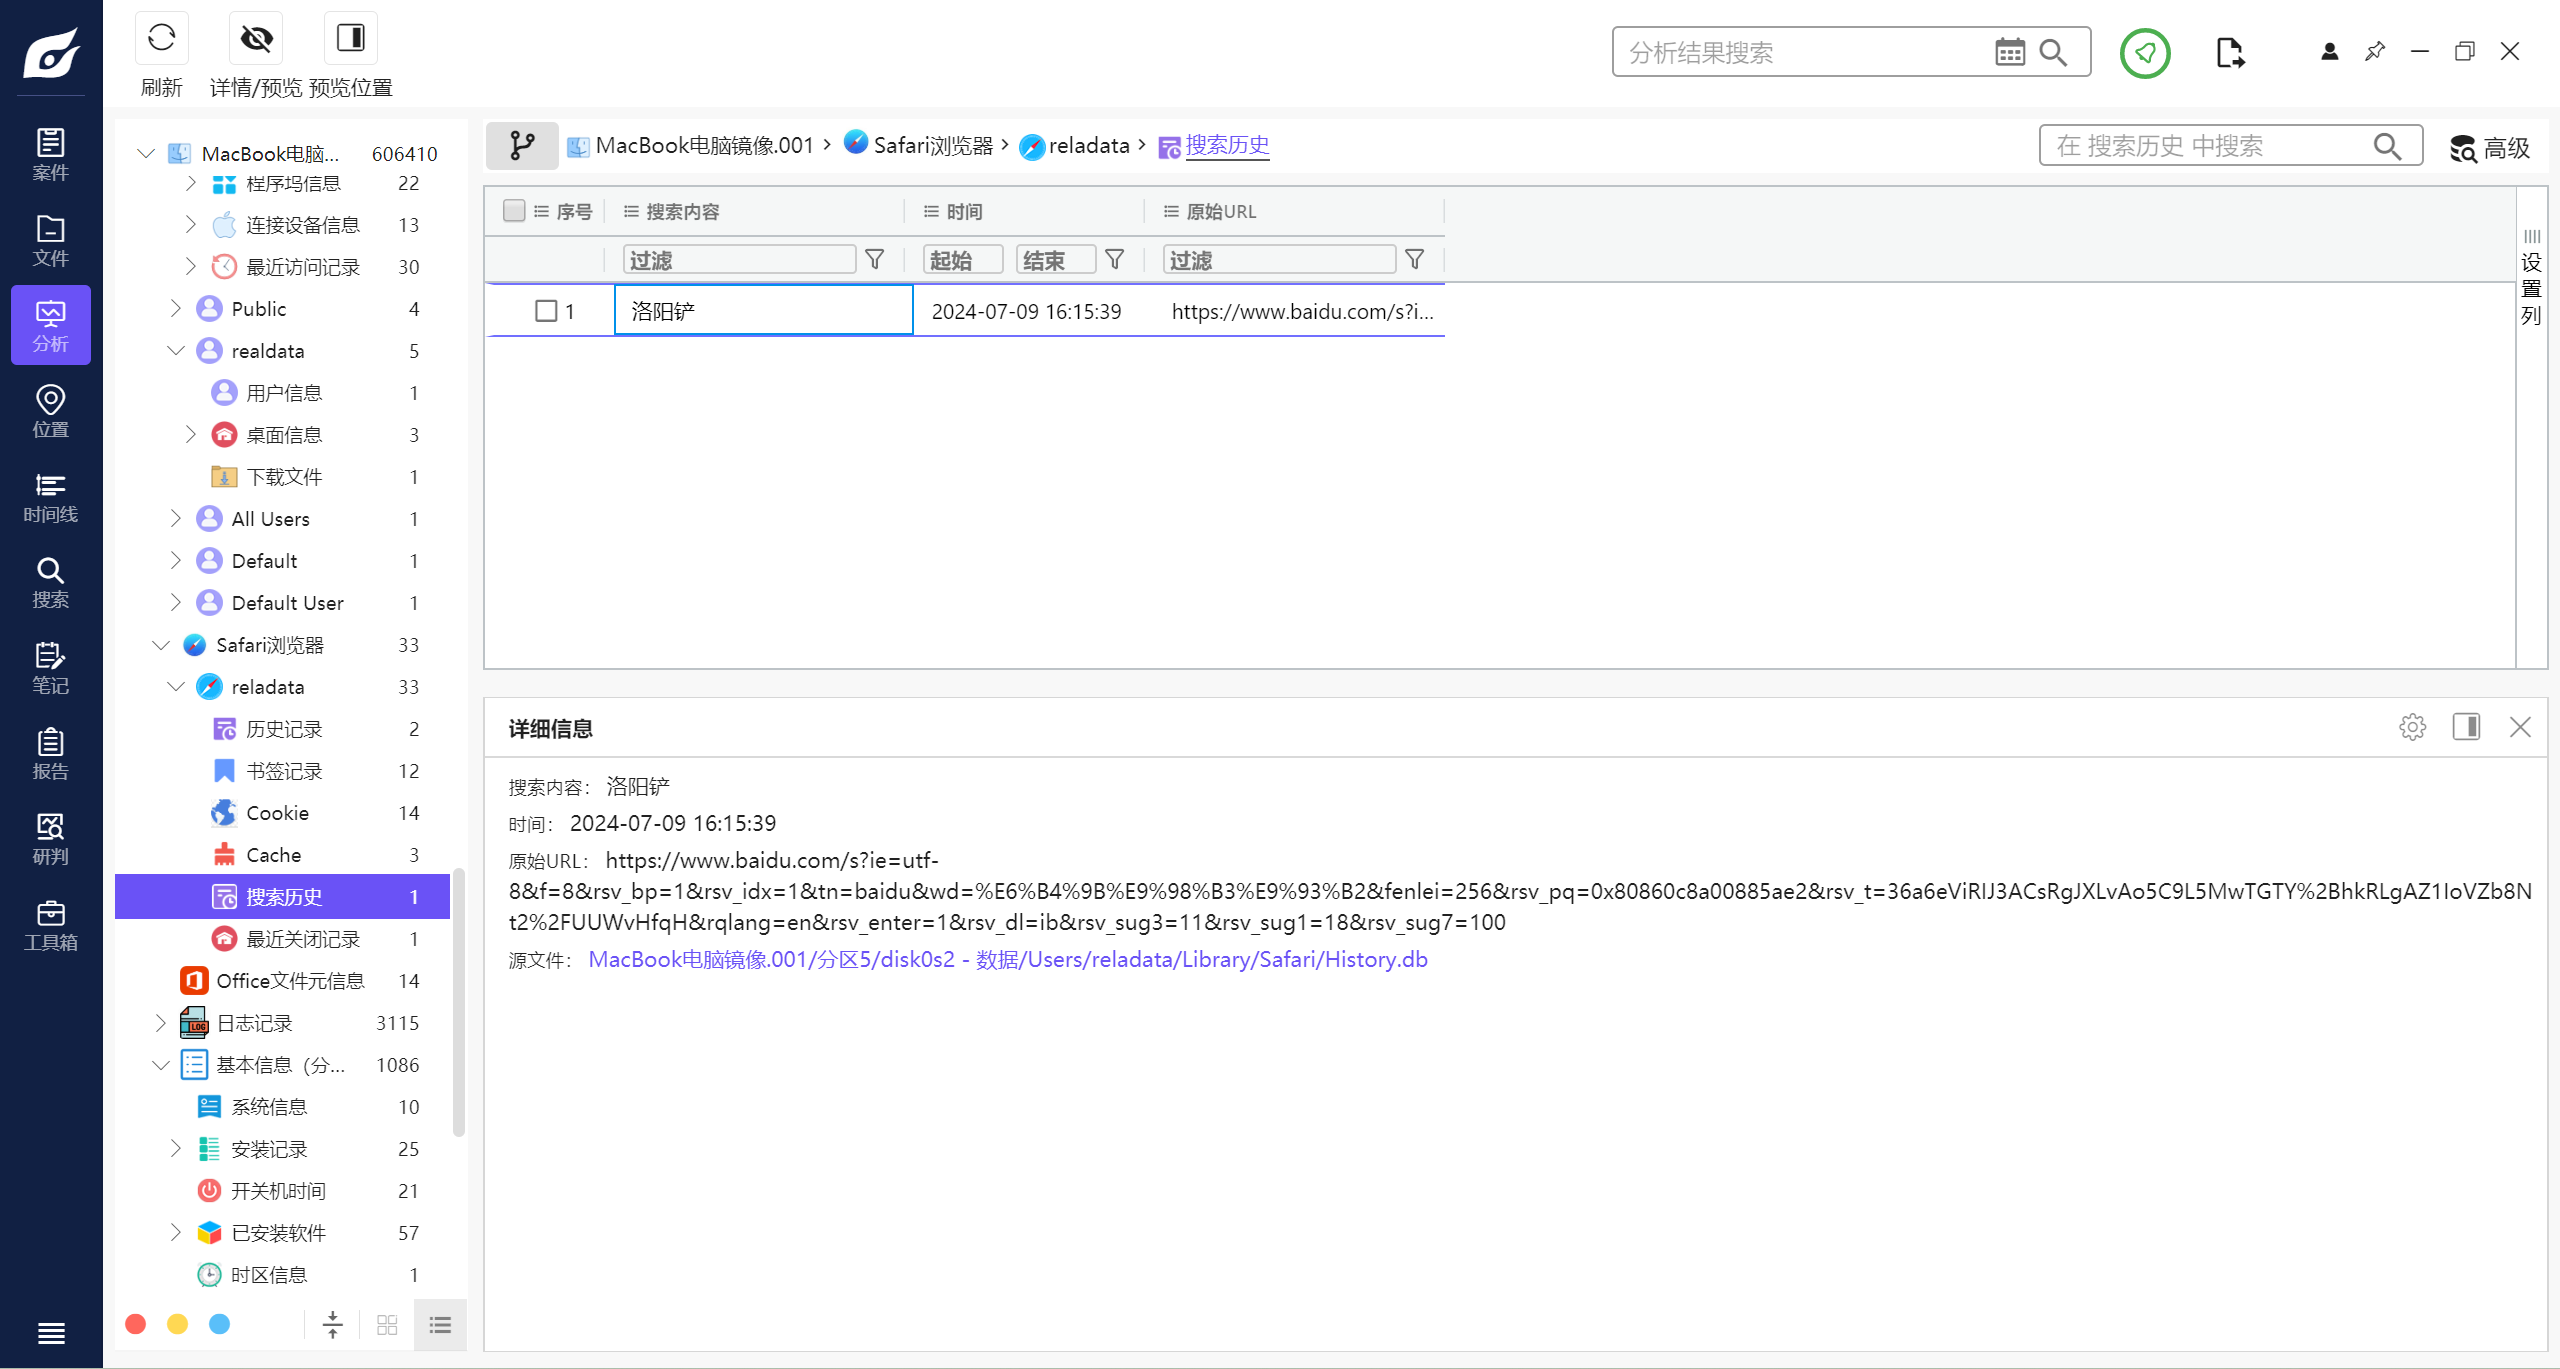 刷新
详情/预览
预览位置
分析结果搜索
案件
文件
分析
位置
时间线
搜索
笔记
报告
研判
工具箱
MacBook电脑... 606410
程序坞信息 22
连接设备信息 13
最近访问记录 30
Public 4
realdata 5
用户信息 1
桌面信息 3
下载文件 1
All Users 1
Default 1
Default User 1
Safari浏览器 33
reladata 33
历史记录 2
书签记录 12
Cookie 14
Cache 3
搜索历史 1
最近关闭记录 1
Office文件元信息 14
LOG
日志记录 3115
基本信息（分... 1086
系统信息 10
安装记录 25
开关机时间 21
已安装软件 57
时区信息 1
MacBook电脑镜像.001 › Safari浏览器 › reladata › 搜索历史
在 搜索历史 中搜索
高级
序号 搜索内容 时间 原始URL
过滤 起始 结束 过滤
1 洛阳铲 2024-07-09 16:15:39 https://www.baidu.com/s?i...
设置列
详细信息
搜索内容： 洛阳铲
时间： 2024-07-09 16:15:39
原始URL： https://www.baidu.com/s?ie=utf-
8&f=8&rsv_bp=1&rsv_idx=1&tn=baidu&wd=%E6%B4%9B%E9%98%B3%E9%93%B2&fenlei=256&rsv_pq=0x80860c8a00885ae2&rsv_t=36a6eViRIJ3ACsRgJXLvAo5C9L5MwTGTY%2BhkRLgAZ1IoVZb8N
t2%2FUUWvHfqH&rqlang=en&rsv_enter=1&rsv_dl=ib&rsv_sug3=11&rsv_sug1=18&rsv_sug7=100
源文件： MacBook电脑镜像.001/分区5/disk0s2 - 数据/Users/reladata/Library/Safari/History.db